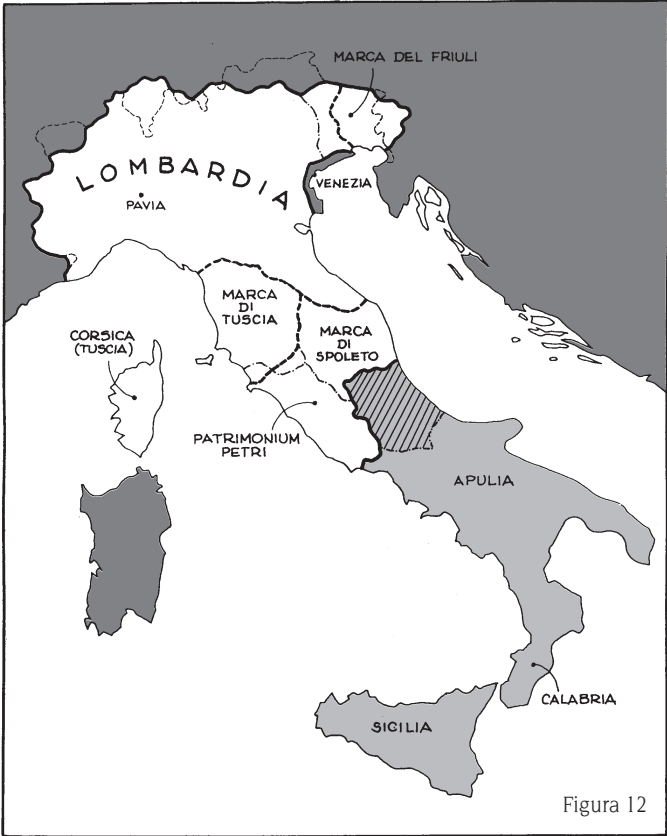 MARCA DEL FRIULI
LOMBARDIA
VENEZIA
PAVIA
MARCA
DI
TUSCIA
MARCA
DI
SPOLETO
CORSICA
(TUSCIA)
PATRIMONIUM
PETRI
APULIA
CALABRIA
SICILIA
Figura 12